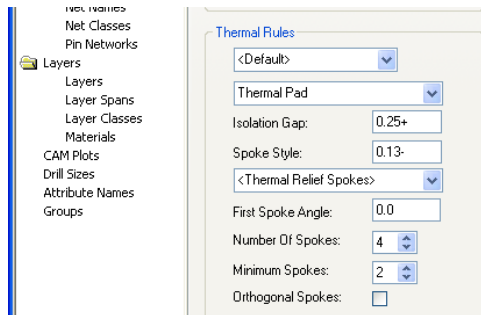 Net Names
Net Classes
Pin Networks
Layers
Layers
Layer Spans
Layer Classes
Materials
CAM Plots
Drill Sizes
Attribute Names
Groups
Thermal Rules
<Default>
Thermal Pad
Isolation Gap: 0.25+
Spoke Style: 0.13-
<Thermal Relief Spokes>
First Spoke Angle: 0.0
Number Of Spokes: 4
Minimum Spokes: 2
Orthogonal Spokes: